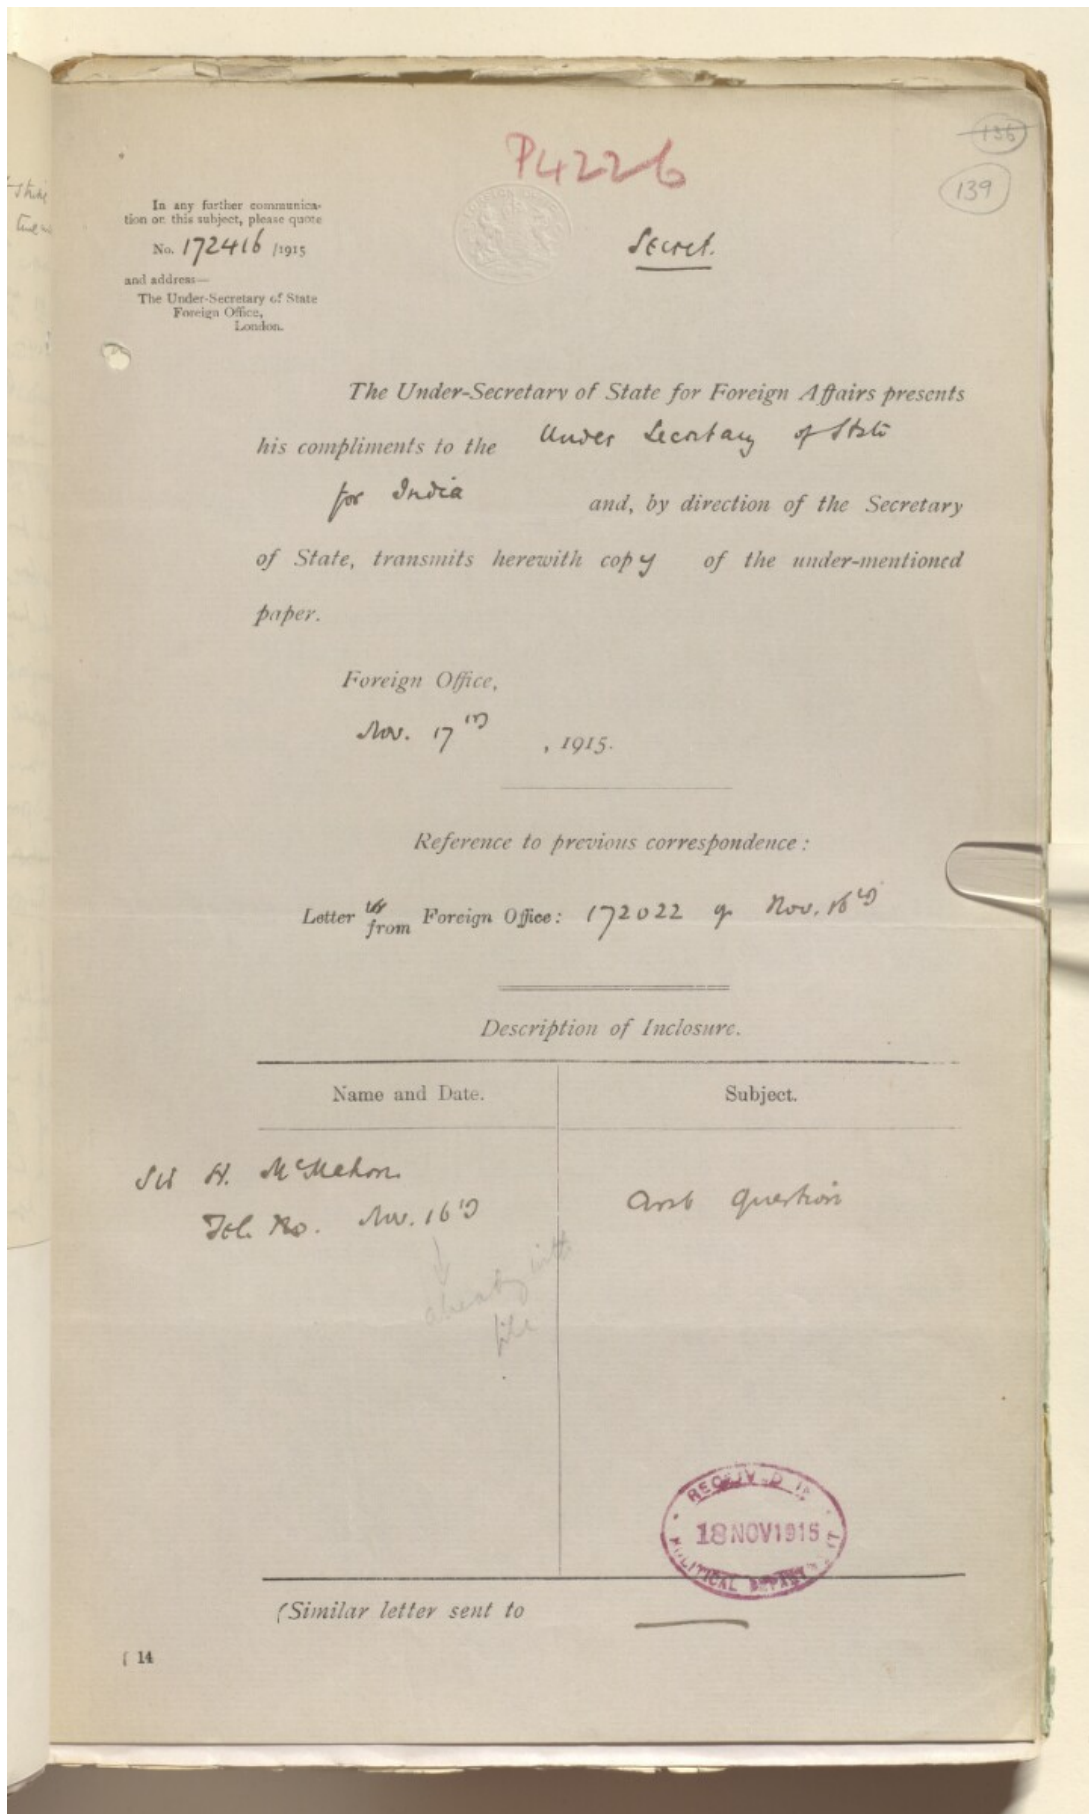 P4226
136
139
In any further communica-
tion on this subject, please quote
No. 172416 /1915
and address—
The Under-Secretary of State
Foreign Office,
London.
Secret.
The Under-Secretary of State for Foreign Affairs presents
his compliments to the Under Secretary of State
for India and, by direction of the Secretary
of State, transmits herewith copy of the under-mentioned
paper.
Foreign Office,
Nov. 17th, 1915.
Reference to previous correspondence:
Letter from Foreign Office: 172022 of Nov. 16th
Description of Inclosure.
Name and Date.
Subject.
Sir H. McMahon
Tel. No. Nov. 16th
Arab question
already with
file
RECEIVED IN
18 NOV 1915
POLITICAL DEPARTMENT
(Similar letter sent to
( 14